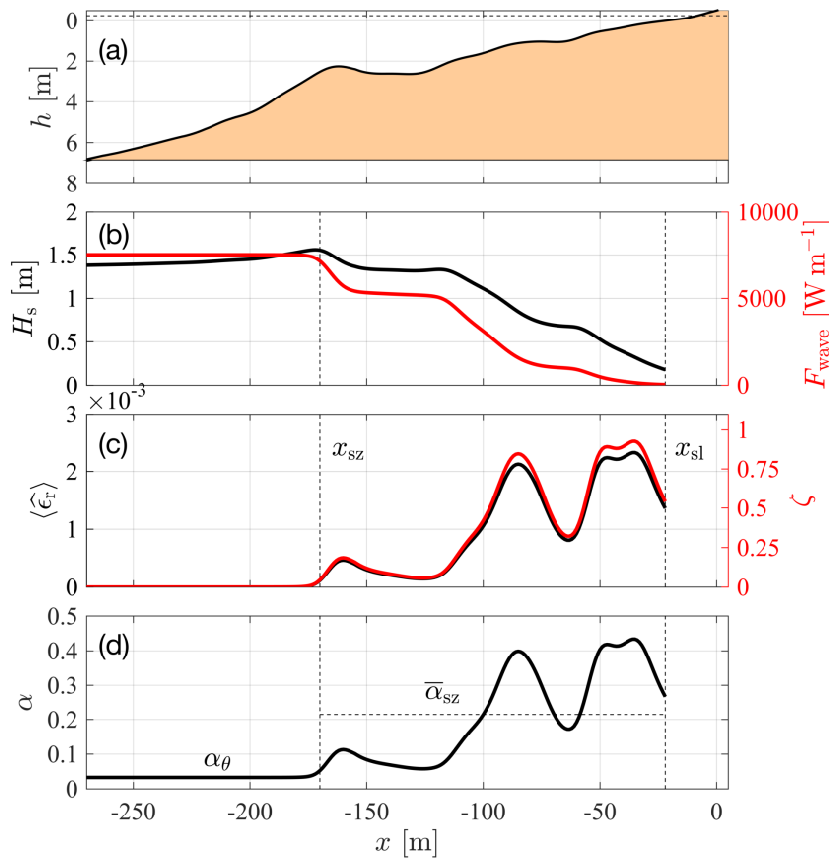 (a)
0
2
4
6
8
h [m]
(b)
2
1.5
1
0.5
0
H_s [m]
10000
5000
0
F_wave [W m⁻¹]
×10⁻³
(c)
3
2
1
0
⟨ε̂_r⟩
x_sz
x_sl
1
0.75
0.5
0.25
0
ζ
(d)
0.5
0.4
0.3
0.2
0.1
0
α
α_θ
α̅_sz
-250
-200
-150
-100
-50
0
x [m]